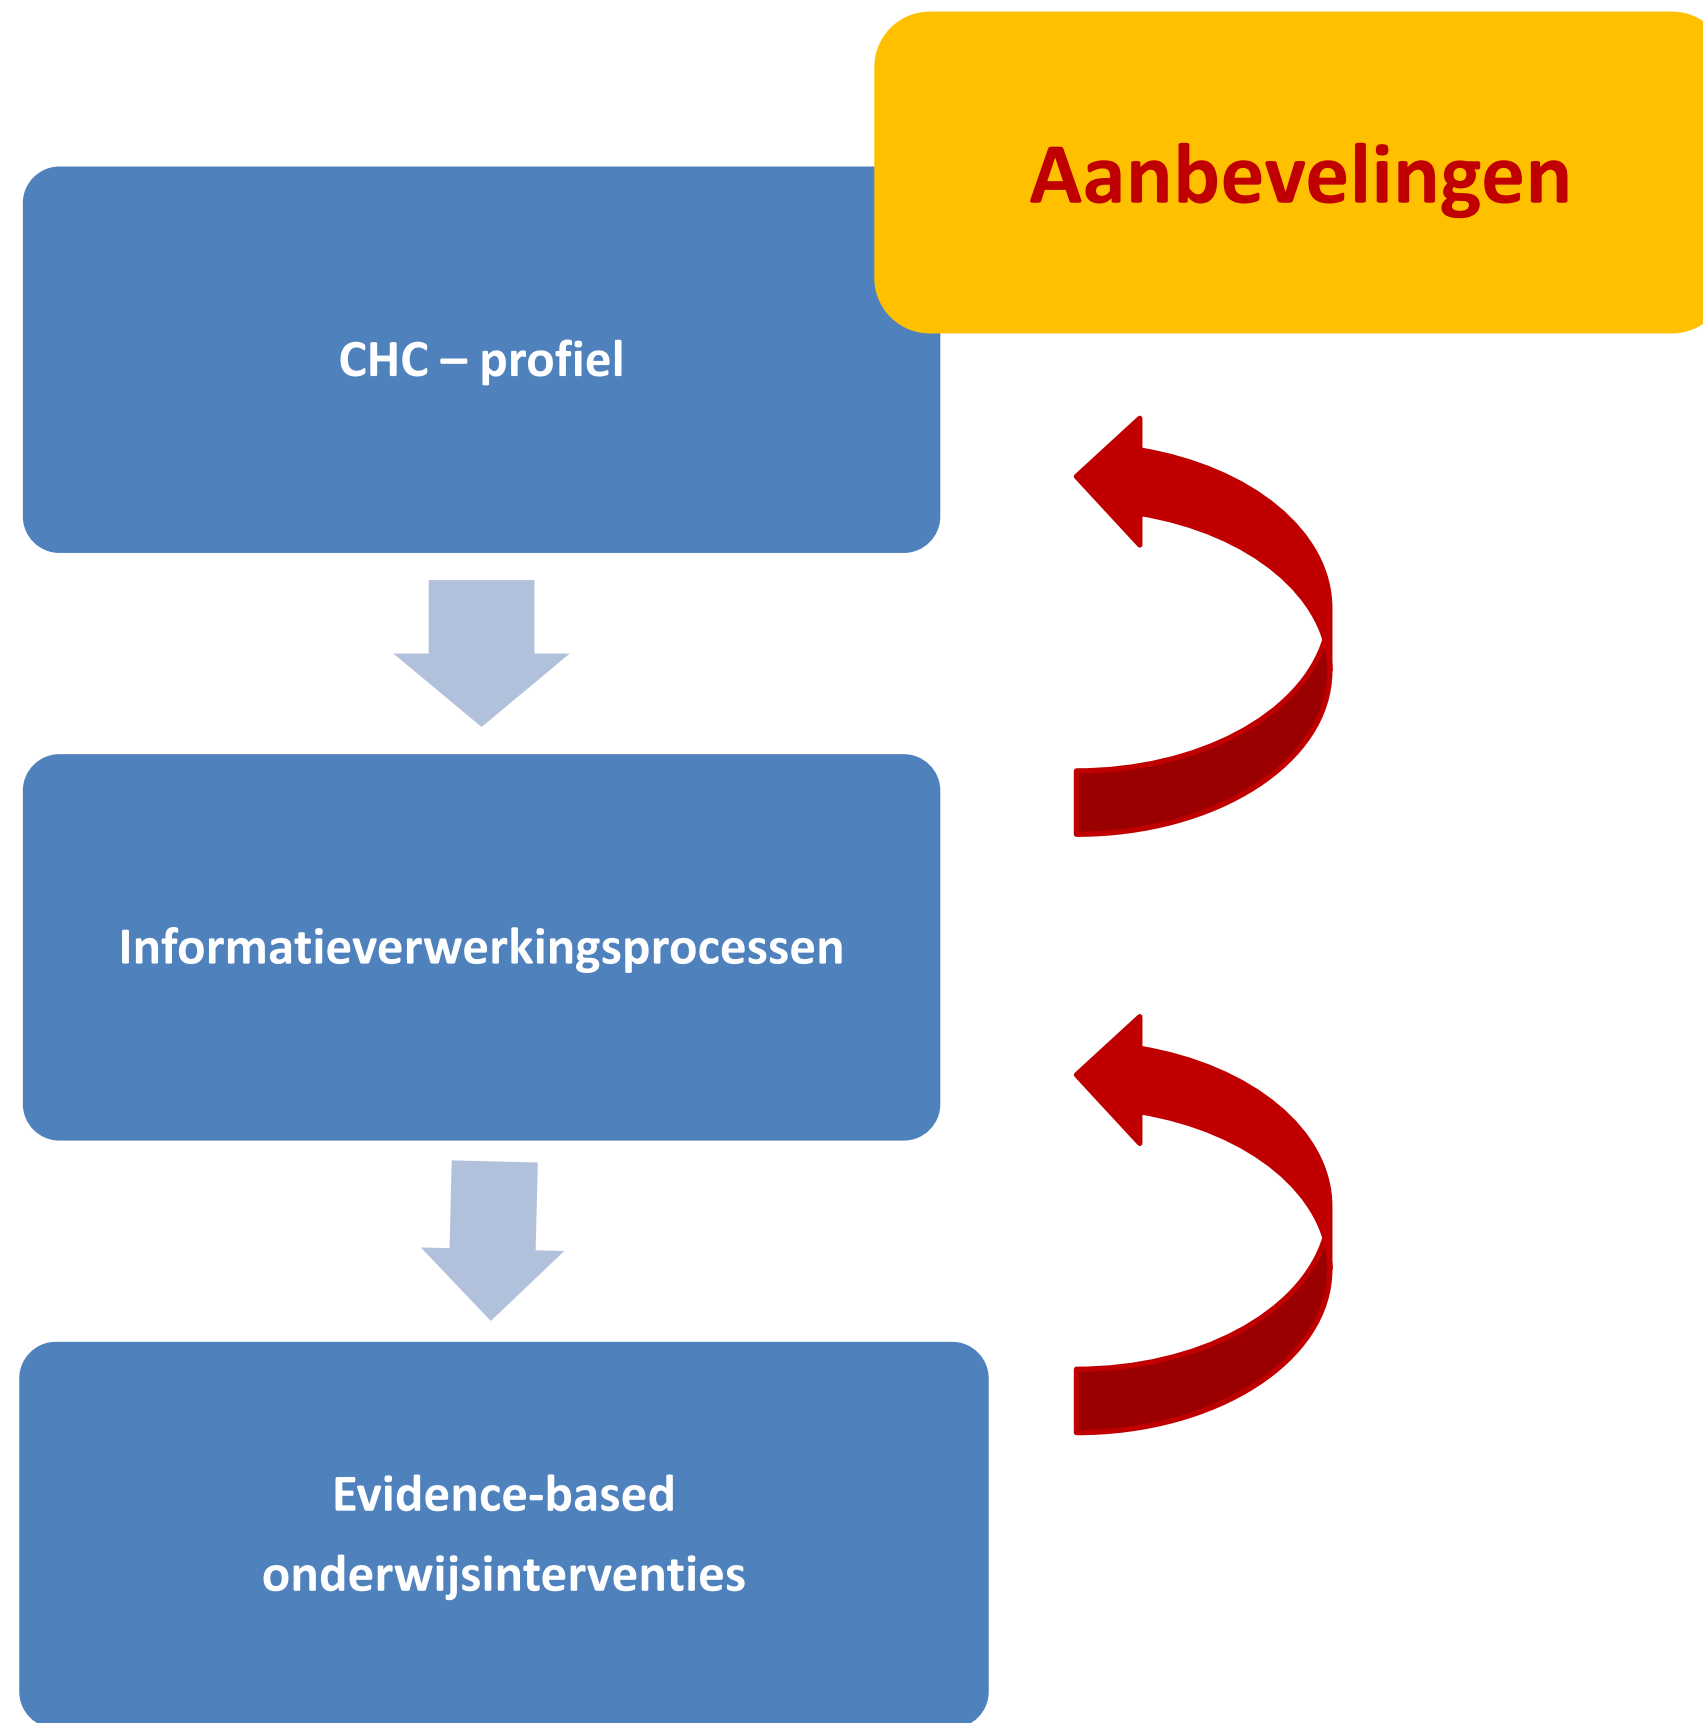 Aanbevelingen
CHC – profiel
Informatieverwerkingsprocessen
Evidence-based
onderwijsinterventies